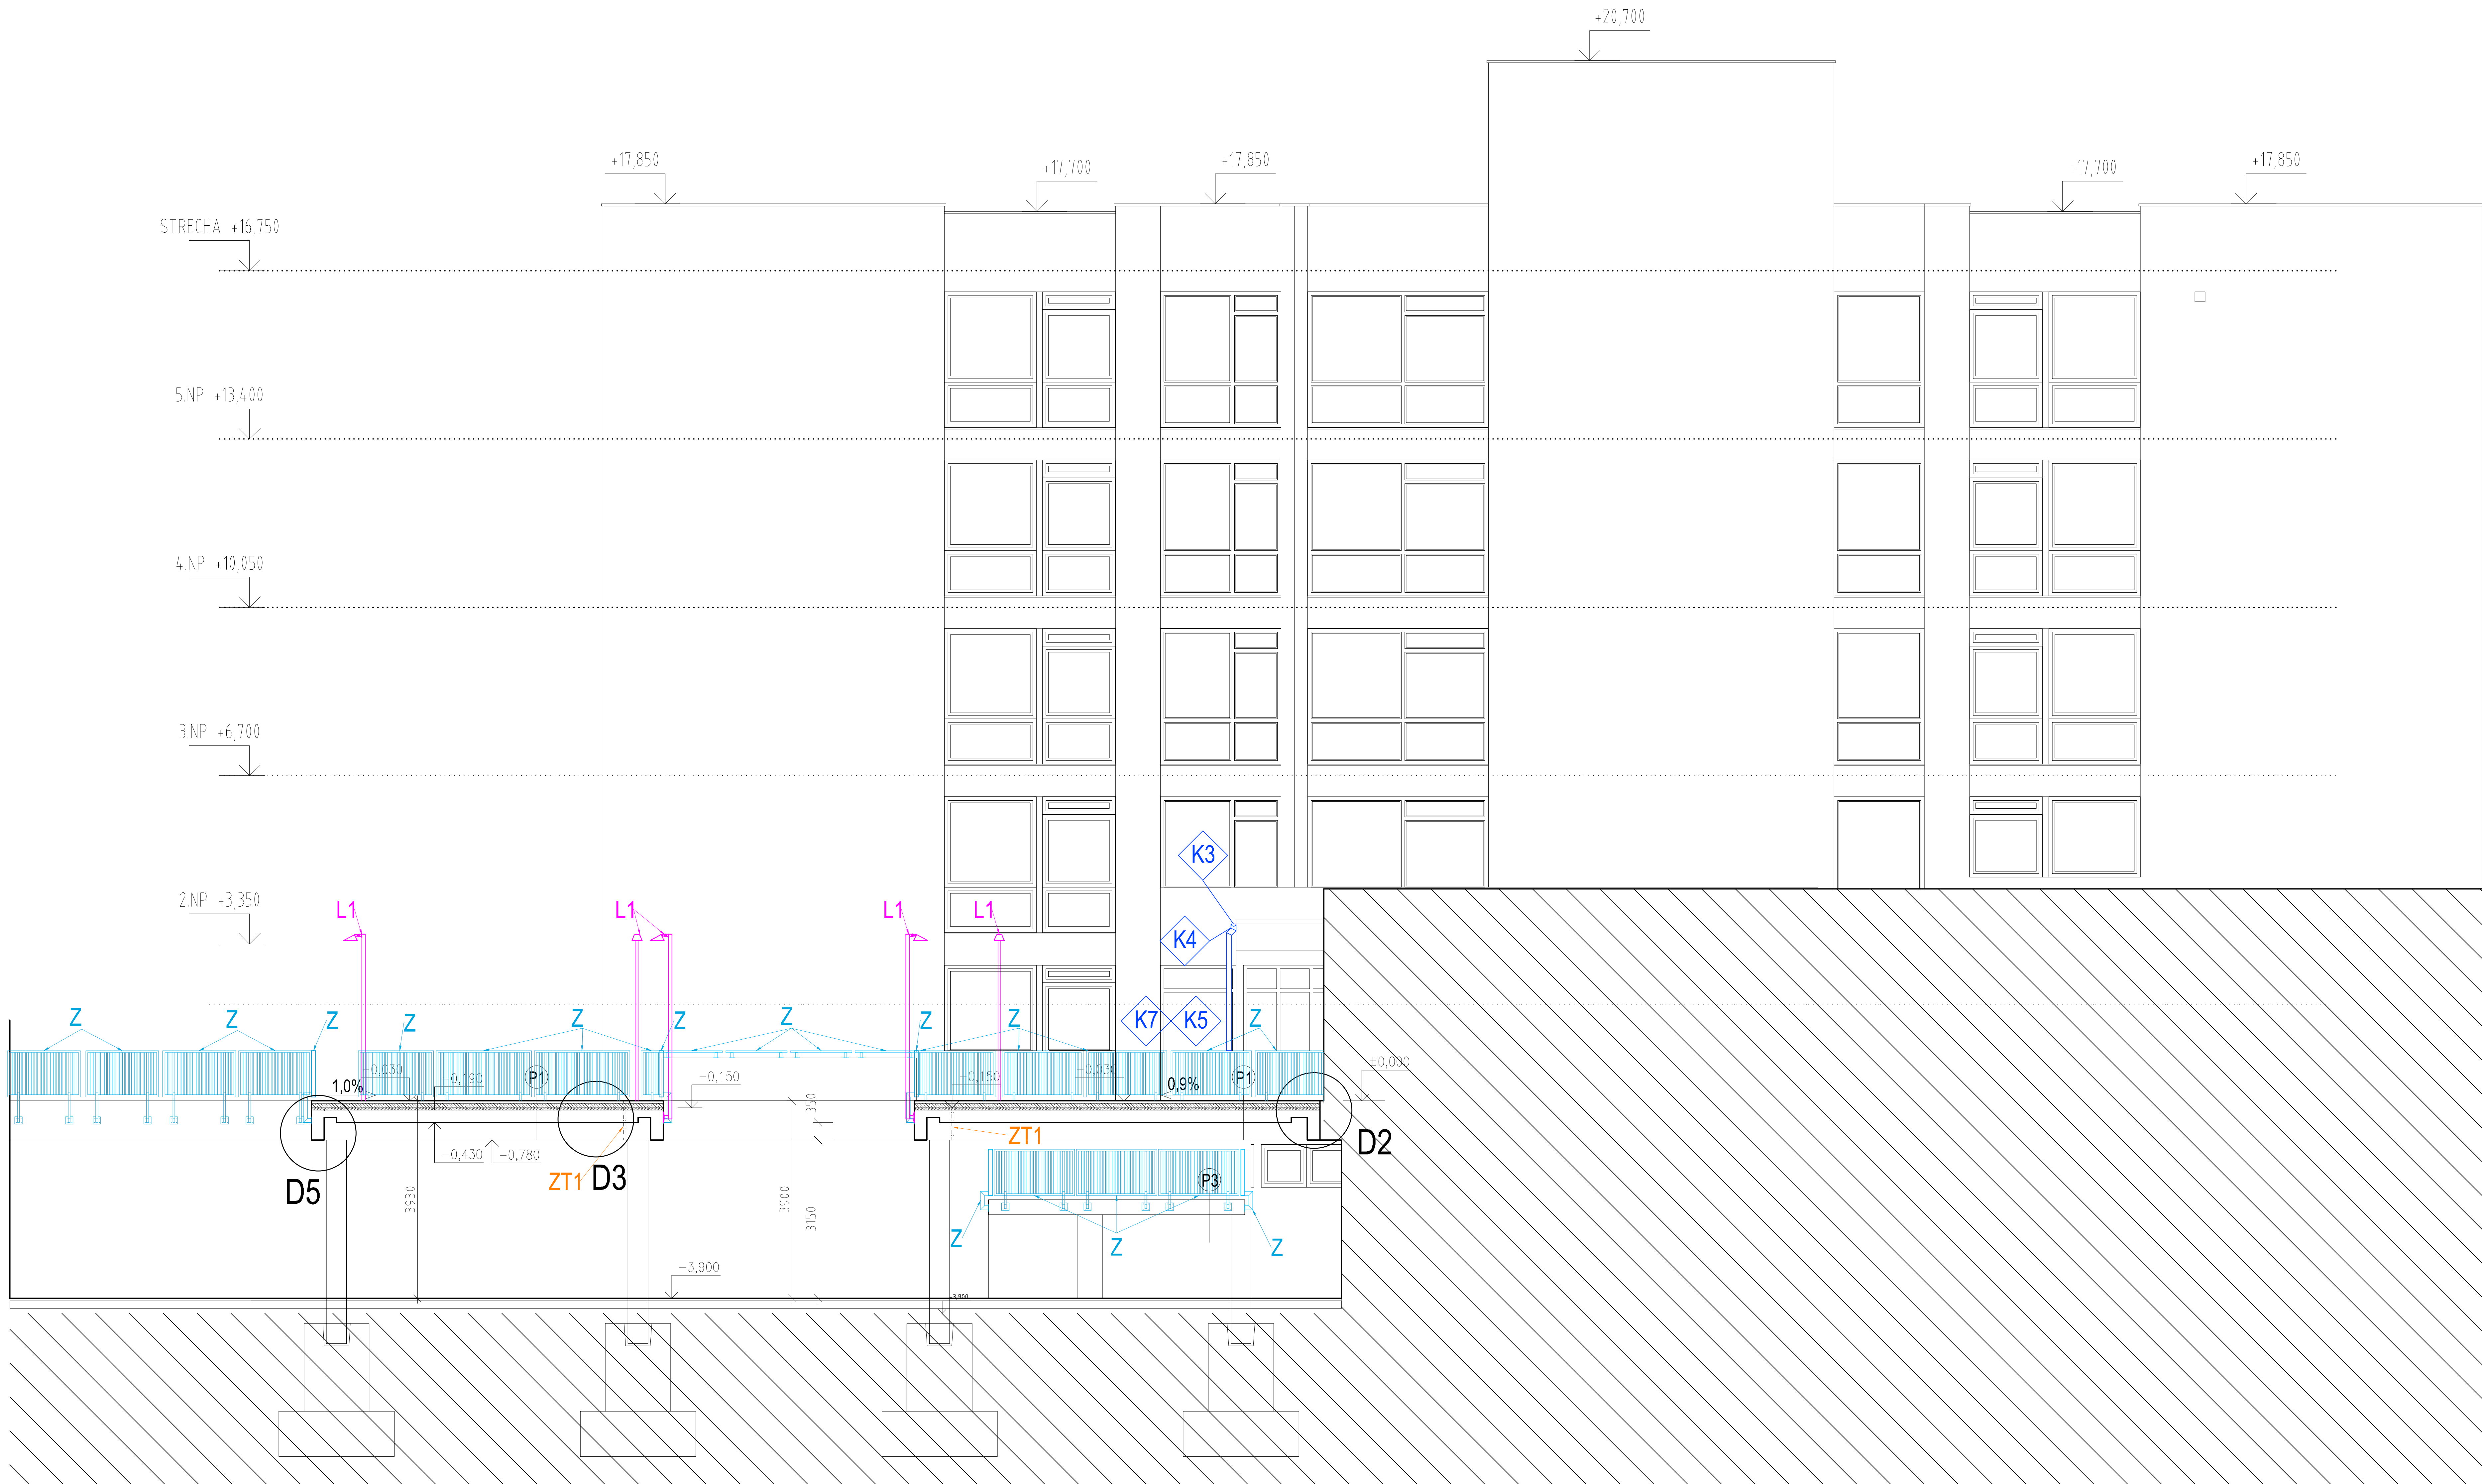 +20,700
+17,850
+17,700
+17,850
+17,700
+17,850
STRECHA +16,750
5.NP +13,400
4.NP +10,050
3.NP +6,700
K3
2.NP +3,350
L1
L1
L1
L1
K4
Z
Z
Z
Z
Z
Z
Z
Z
Z
K7
K5
Z
1,0%
-0,030
-0,190
P1
-0,150
-0,150
-0,030
0,9%
P1
±0,000
350
ZT1
D2
-0,430
-0,780
ZT1
D3
D5
P3
3930
3900
3150
Z
Z
Z
-3,900
-3,900